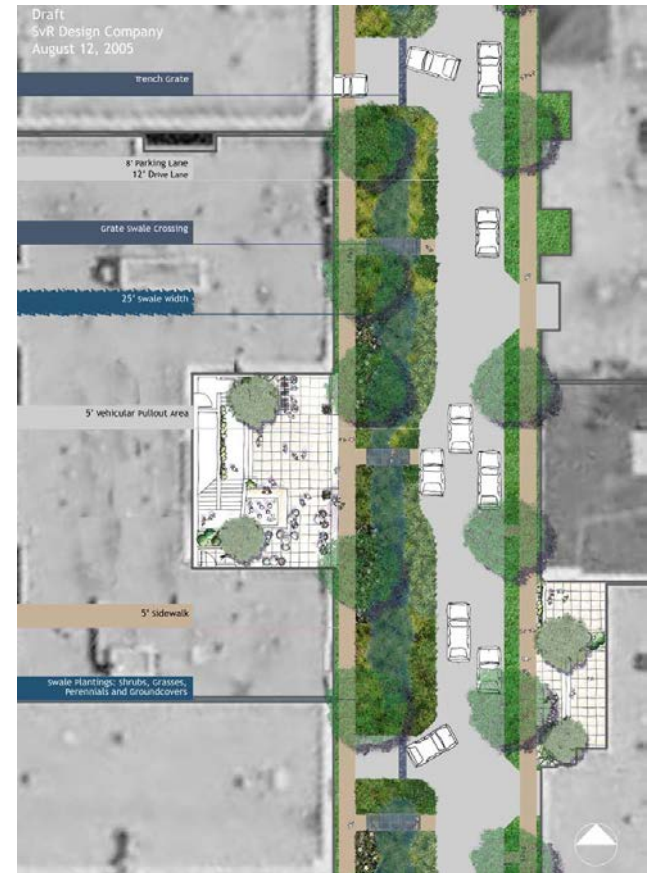 Draft
SvR Design Company
August 12, 2005
Trench Grate
8' Parking Lane
12' Drive Lane
Grate Swale Crossing
25' Swale Width
5' Vehicular Pullout Area
5' Sidewalk
Swale Plantings: Shrubs, Grasses,
Perennials and Groundcovers